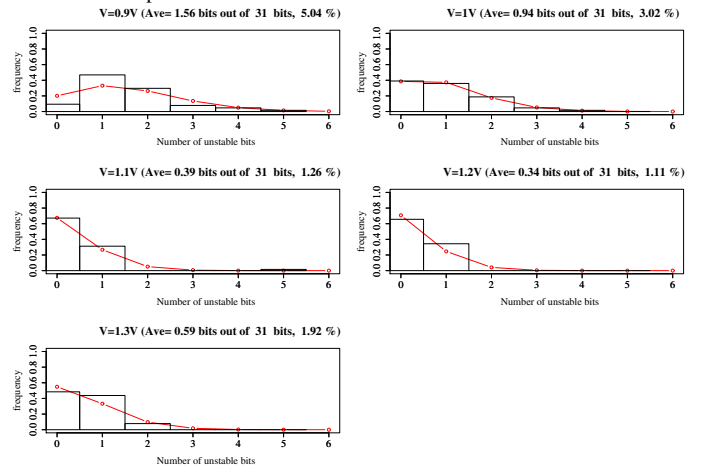 V=0.9V (Ave= 1.56 bits out of 31 bits, 5.04 %)
frequency
0.0 0.2 0.4 0.6 0.8 1.0
0 1 2 3 4 5 6
Number of unstable bits
V=1V (Ave= 0.94 bits out of 31 bits, 3.02 %)
frequency
0.0 0.2 0.4 0.6 0.8 1.0
0 1 2 3 4 5 6
Number of unstable bits
V=1.1V (Ave= 0.39 bits out of 31 bits, 1.26 %)
frequency
0.0 0.2 0.4 0.6 0.8 1.0
0 1 2 3 4 5 6
Number of unstable bits
V=1.2V (Ave= 0.34 bits out of 31 bits, 1.11 %)
frequency
0.0 0.2 0.4 0.6 0.8 1.0
0 1 2 3 4 5 6
Number of unstable bits
V=1.3V (Ave= 0.59 bits out of 31 bits, 1.92 %)
frequency
0.0 0.2 0.4 0.6 0.8 1.0
0 1 2 3 4 5 6
Number of unstable bits